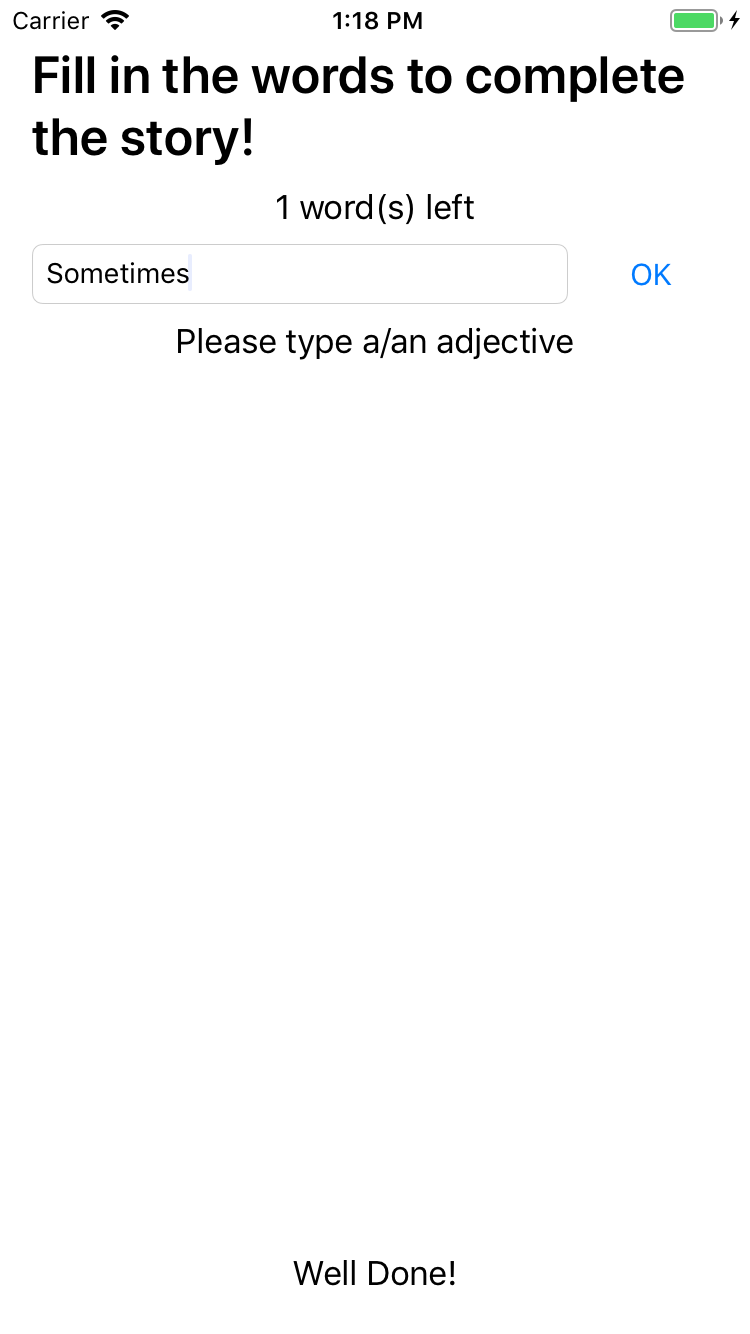 Carrier 1:18 PM
Fill in the words to complete
the story!
1 word(s) left
Sometimes OK
Please type a/an adjective
Well Done!